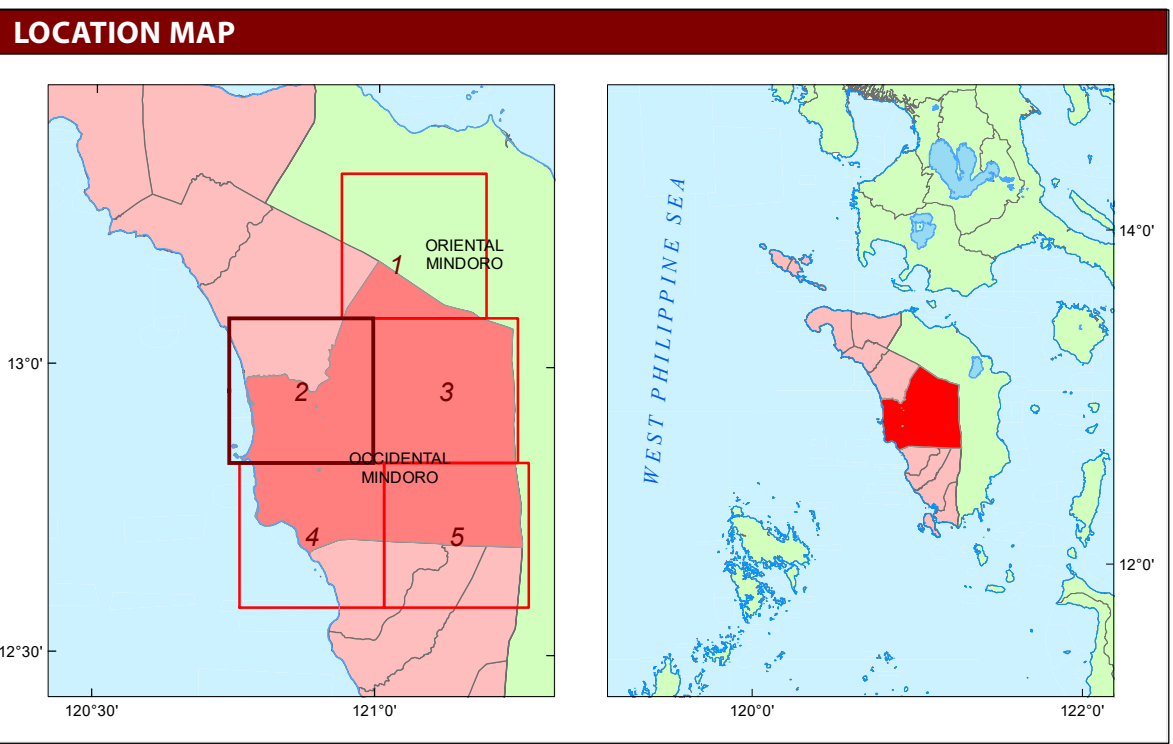 LOCATION MAP
ORIENTAL
MINDORO
1
2
3
OCCIDENTAL
MINDORO
4
5
13°0'
12°30'
120°30'
121°0'
WEST PHILIPPINE SEA
14°0'
12°0'
120°0'
122°0'